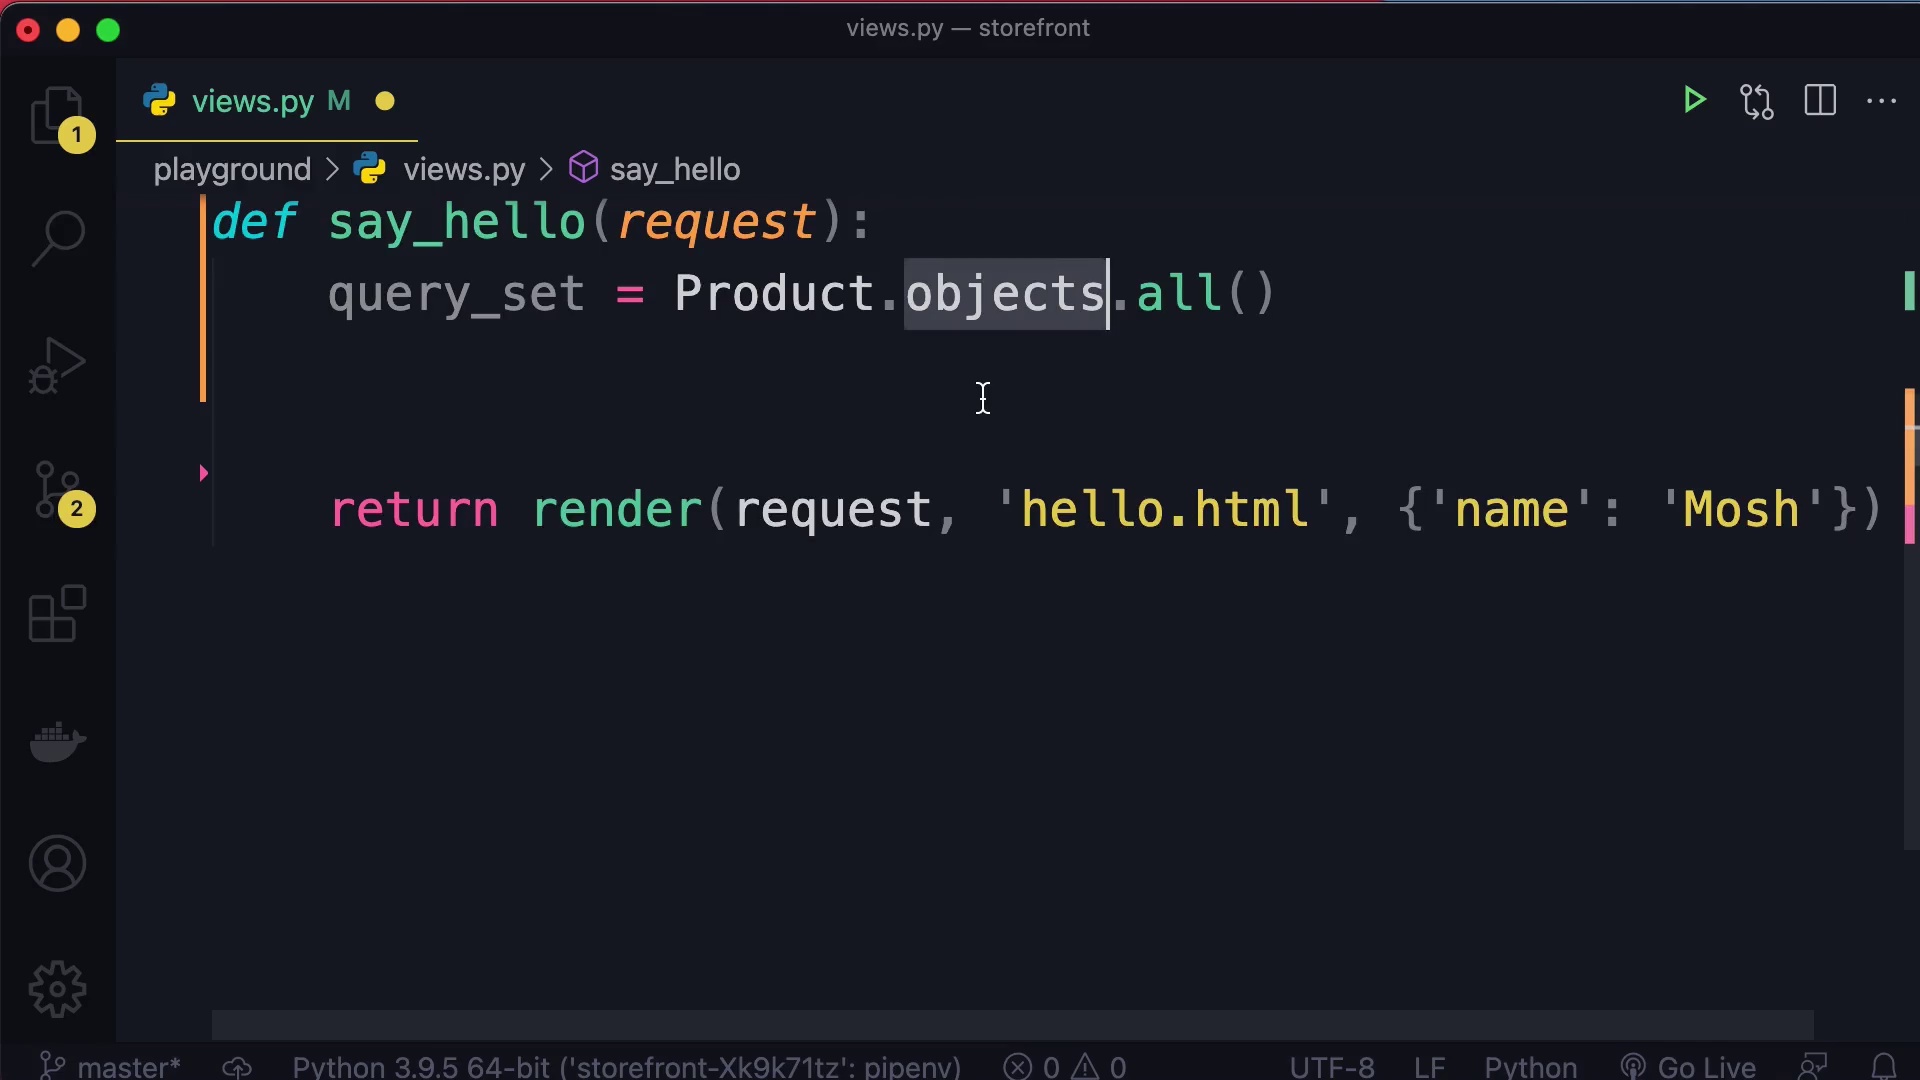 views.py — storefront
views.py M
1
playground > views.py > say_hello
def say_hello(request):
query_set = Product.objects.all()
return render(request, 'hello.html', {'name': 'Mosh'})
2
master* Python 3.9.5 64-bit ('storefront-Xk9k71tz': pipenv) 0 0 UTF-8 LF Python Go Live